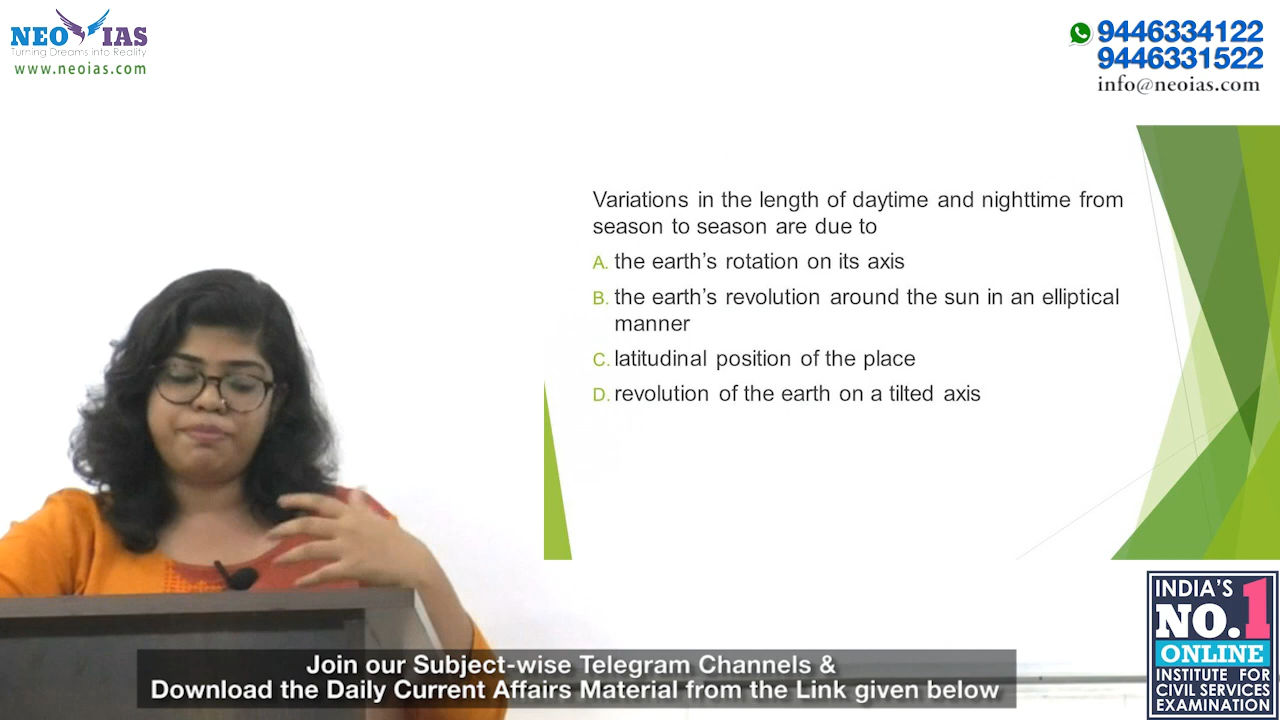 NEO IAS
Turning Dreams into Reality
www.neoias.com
9446334122
9446331522
info@neoias.com
Variations in the length of daytime and nighttime from
season to season are due to
A. the earth's rotation on its axis
B. the earth's revolution around the sun in an elliptical
manner
C. latitudinal position of the place
D. revolution of the earth on a tilted axis
Join our Subject-wise Telegram Channels &
Download the Daily Current Affairs Material from the Link given below
INDIA'S
NO.1
ONLINE
INSTITUTE FOR
CIVIL SERVICES
EXAMINATION